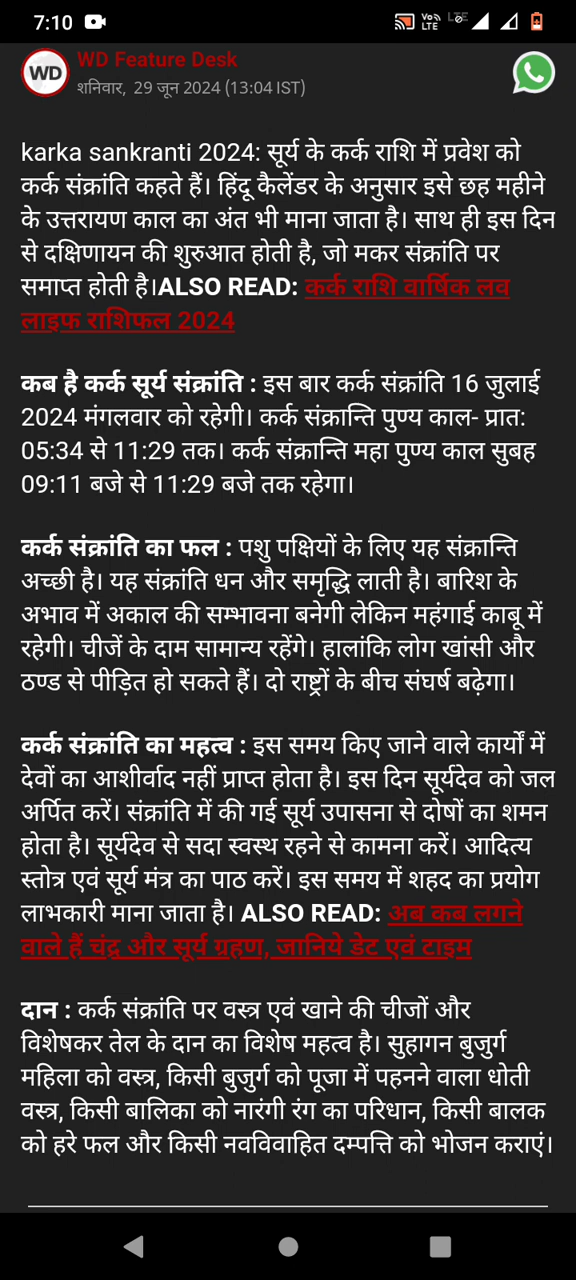 7:10
Vo)) LTE
LTE
WD
WD Feature Desk
शनिवार, 29 जून 2024 (13:04 IST)
karka sankranti 2024: सूर्य के कर्क राशि में प्रवेश को
कर्क संक्रांति कहते हैं। हिंदू कैलेंडर के अनुसार इसे छह महीने
के उत्तरायण काल का अंत भी माना जाता है। साथ ही इस दिन
से दक्षिणायन की शुरुआत होती है, जो मकर संक्रांति पर
समाप्त होती है।ALSO READ: कर्क राशि वार्षिक लव
लाइफ राशिफल 2024
कब है कर्क सूर्य संक्रांति : इस बार कर्क संक्रांति 16 जुलाई
2024 मंगलवार को रहेगी। कर्क संक्रान्ति पुण्य काल- प्रात:
05:34 से 11:29 तक। कर्क संक्रान्ति महा पुण्य काल सुबह
09:11 बजे से 11:29 बजे तक रहेगा।
कर्क संक्रांति का फल : पशु पक्षियों के लिए यह संक्रान्ति
अच्छी है। यह संक्रांति धन और समृद्धि लाती है। बारिश के
अभाव में अकाल की सम्भावना बनेगी लेकिन महंगाई काबू में
रहेगी। चीजें के दाम सामान्य रहेंगे। हालांकि लोग खांसी और
ठण्ड से पीड़ित हो सकते हैं। दो राष्ट्रों के बीच संघर्ष बढ़ेगा।
कर्क संक्रांति का महत्व : इस समय किए जाने वाले कार्यों में
देवों का आशीर्वाद नहीं प्राप्त होता है। इस दिन सूर्यदेव को जल
अर्पित करें। संक्रांति में की गई सूर्य उपासना से दोषों का शमन
होता है। सूर्यदेव से सदा स्वस्थ रहने से कामना करें। आदित्य
स्तोत्र एवं सूर्य मंत्र का पाठ करें। इस समय में शहद का प्रयोग
लाभकारी माना जाता है। ALSO READ: अब कब लगने
वाले हैं चंद्र और सूर्य ग्रहण, जानिये डेट एवं टाइम
दान : कर्क संक्रांति पर वस्त्र एवं खाने की चीजों और
विशेषकर तेल के दान का विशेष महत्व है। सुहागन बुजुर्ग
महिला को वस्त्र, किसी बुजुर्ग को पूजा में पहनने वाला धोती
वस्त्र, किसी बालिका को नारंगी रंग का परिधान, किसी बालक
को हरे फल और किसी नवविवाहित दम्पत्ति को भोजन कराएं।